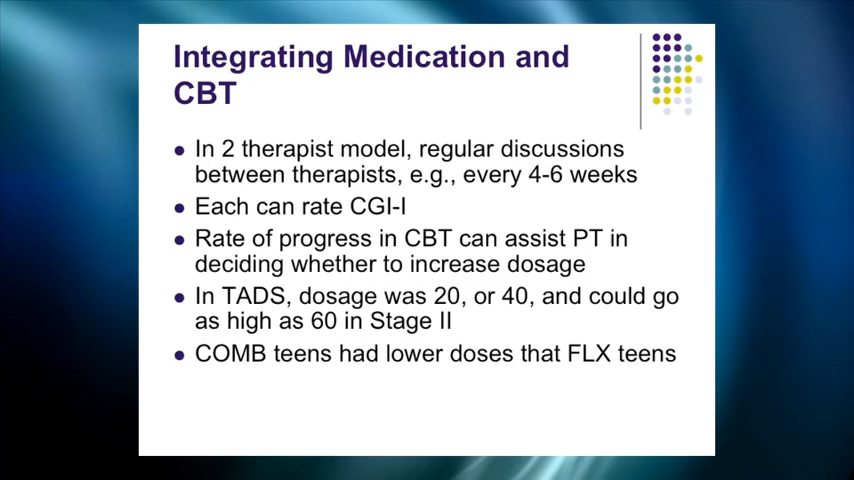 Integrating Medication and
CBT
● In 2 therapist model, regular discussions
between therapists, e.g., every 4-6 weeks
● Each can rate CGI-I
● Rate of progress in CBT can assist PT in
deciding whether to increase dosage
● In TADS, dosage was 20, or 40, and could go
as high as 60 in Stage II
● COMB teens had lower doses that FLX teens